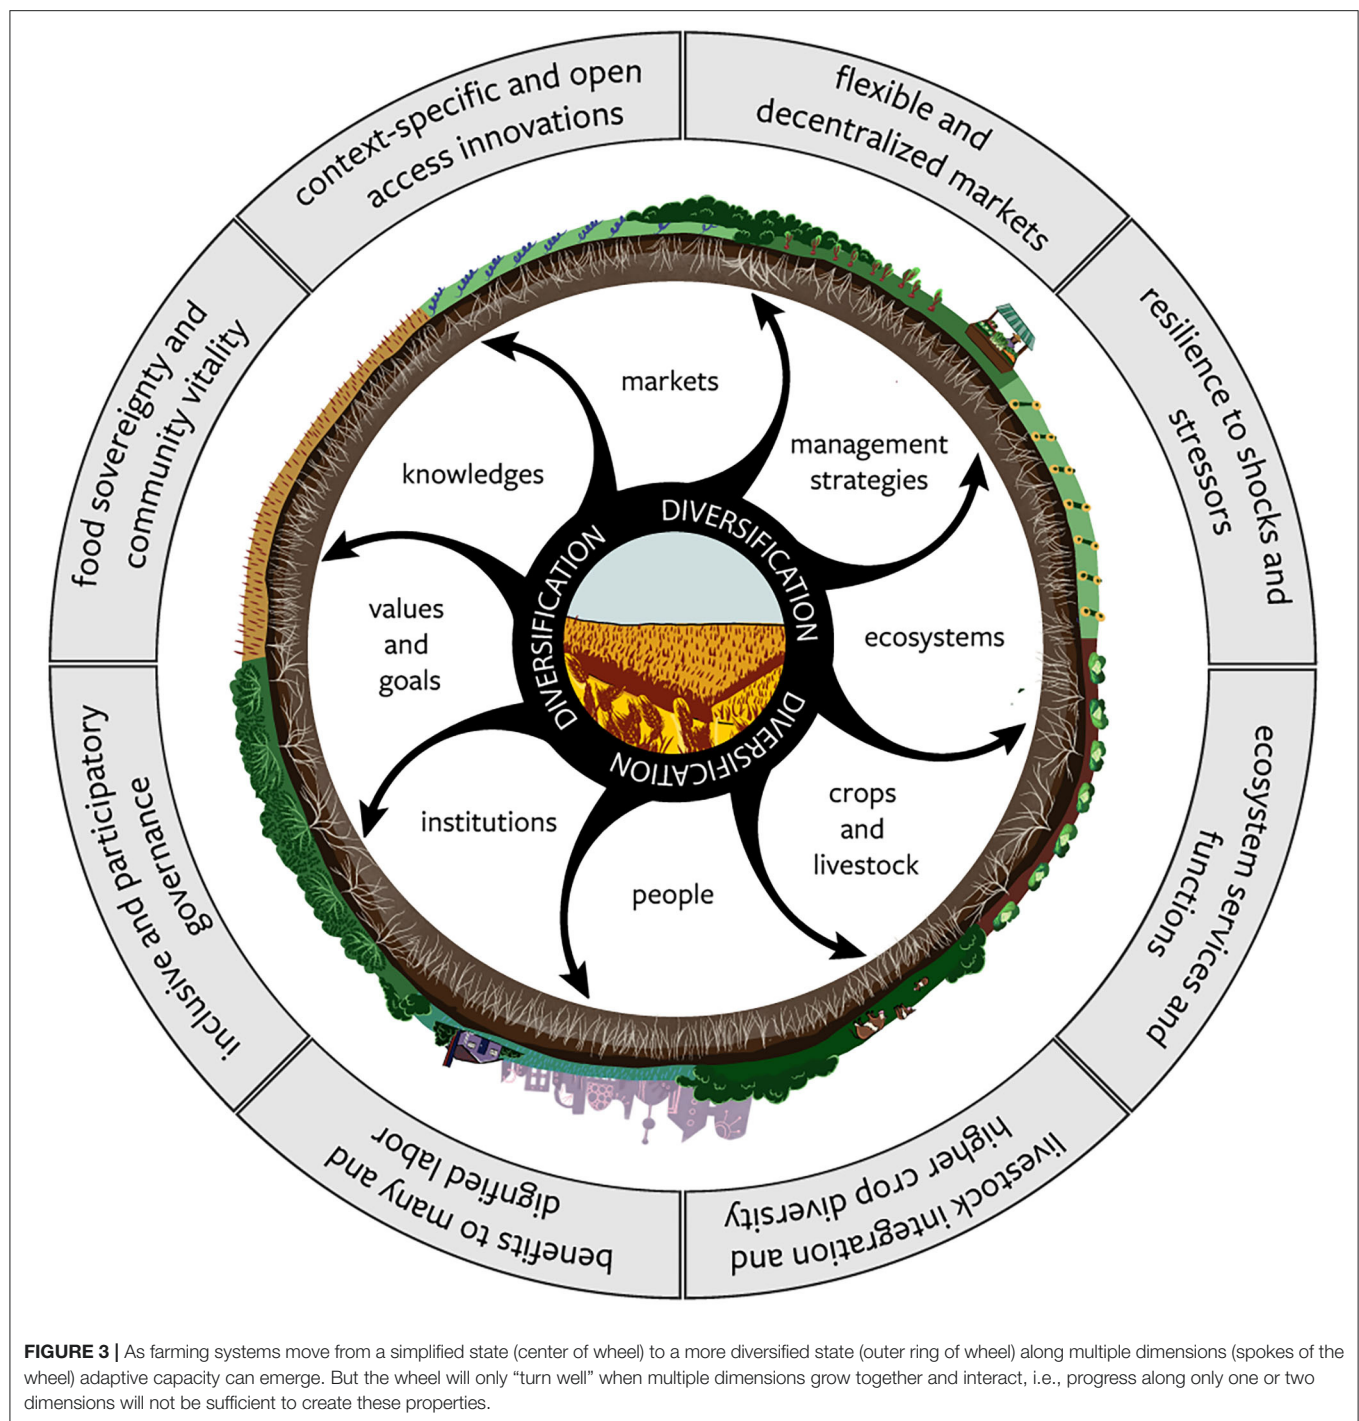 context-specific and open
access innovations
flexible and
decentralized markets
resilience to shocks and
stressors
ecosystem services and
functions
livestock integration and
higher crop diversity
benefits to many and
dignified labor
inclusive and participatory
governance
food sovereignty and
community vitality
markets
management
strategies
ecosystems
crops
and
livestock
people
institutions
values
and
goals
knowledges
DIVERSIFICATION
DIVERSIFICATION
DIVERSIFICATION
FIGURE 3 | As farming systems move from a simplified state (center of wheel) to a more diversified state (outer ring of wheel) along multiple dimensions (spokes of the
wheel) adaptive capacity can emerge. But the wheel will only “turn well” when multiple dimensions grow together and interact, i.e., progress along only one or two
dimensions will not be sufficient to create these properties.